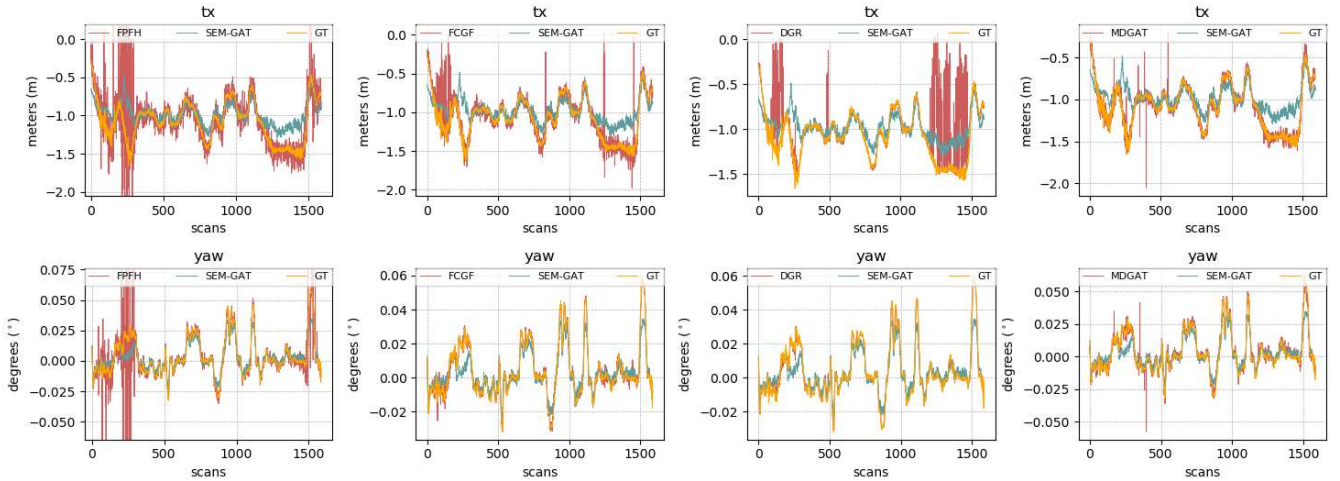 tx
FPFH SEM-GAT GT
0.0
−0.5
−1.0
−1.5
−2.0
meters (m)
0 500 1000 1500
scans
tx
FCGF SEM-GAT GT
0.0
−0.5
−1.0
−1.5
−2.0
meters (m)
0 500 1000 1500
scans
tx
DGR SEM-GAT GT
0.0
−0.5
−1.0
−1.5
meters (m)
0 500 1000 1500
scans
tx
MDGAT SEM-GAT GT
−0.5
−1.0
−1.5
−2.0
meters (m)
0 500 1000 1500
scans
yaw
FPFH SEM-GAT GT
0.075
0.050
0.025
0.000
−0.025
−0.050
degrees (°)
0 500 1000 1500
scans
yaw
FCGF SEM-GAT GT
0.06
0.04
0.02
0.00
−0.02
degrees (°)
0 500 1000 1500
scans
yaw
DGR SEM-GAT GT
0.06
0.04
0.02
0.00
−0.02
degrees (°)
0 500 1000 1500
scans
yaw
MDGAT SEM-GAT GT
0.050
0.025
0.000
−0.025
−0.050
degrees (°)
0 500 1000 1500
scans